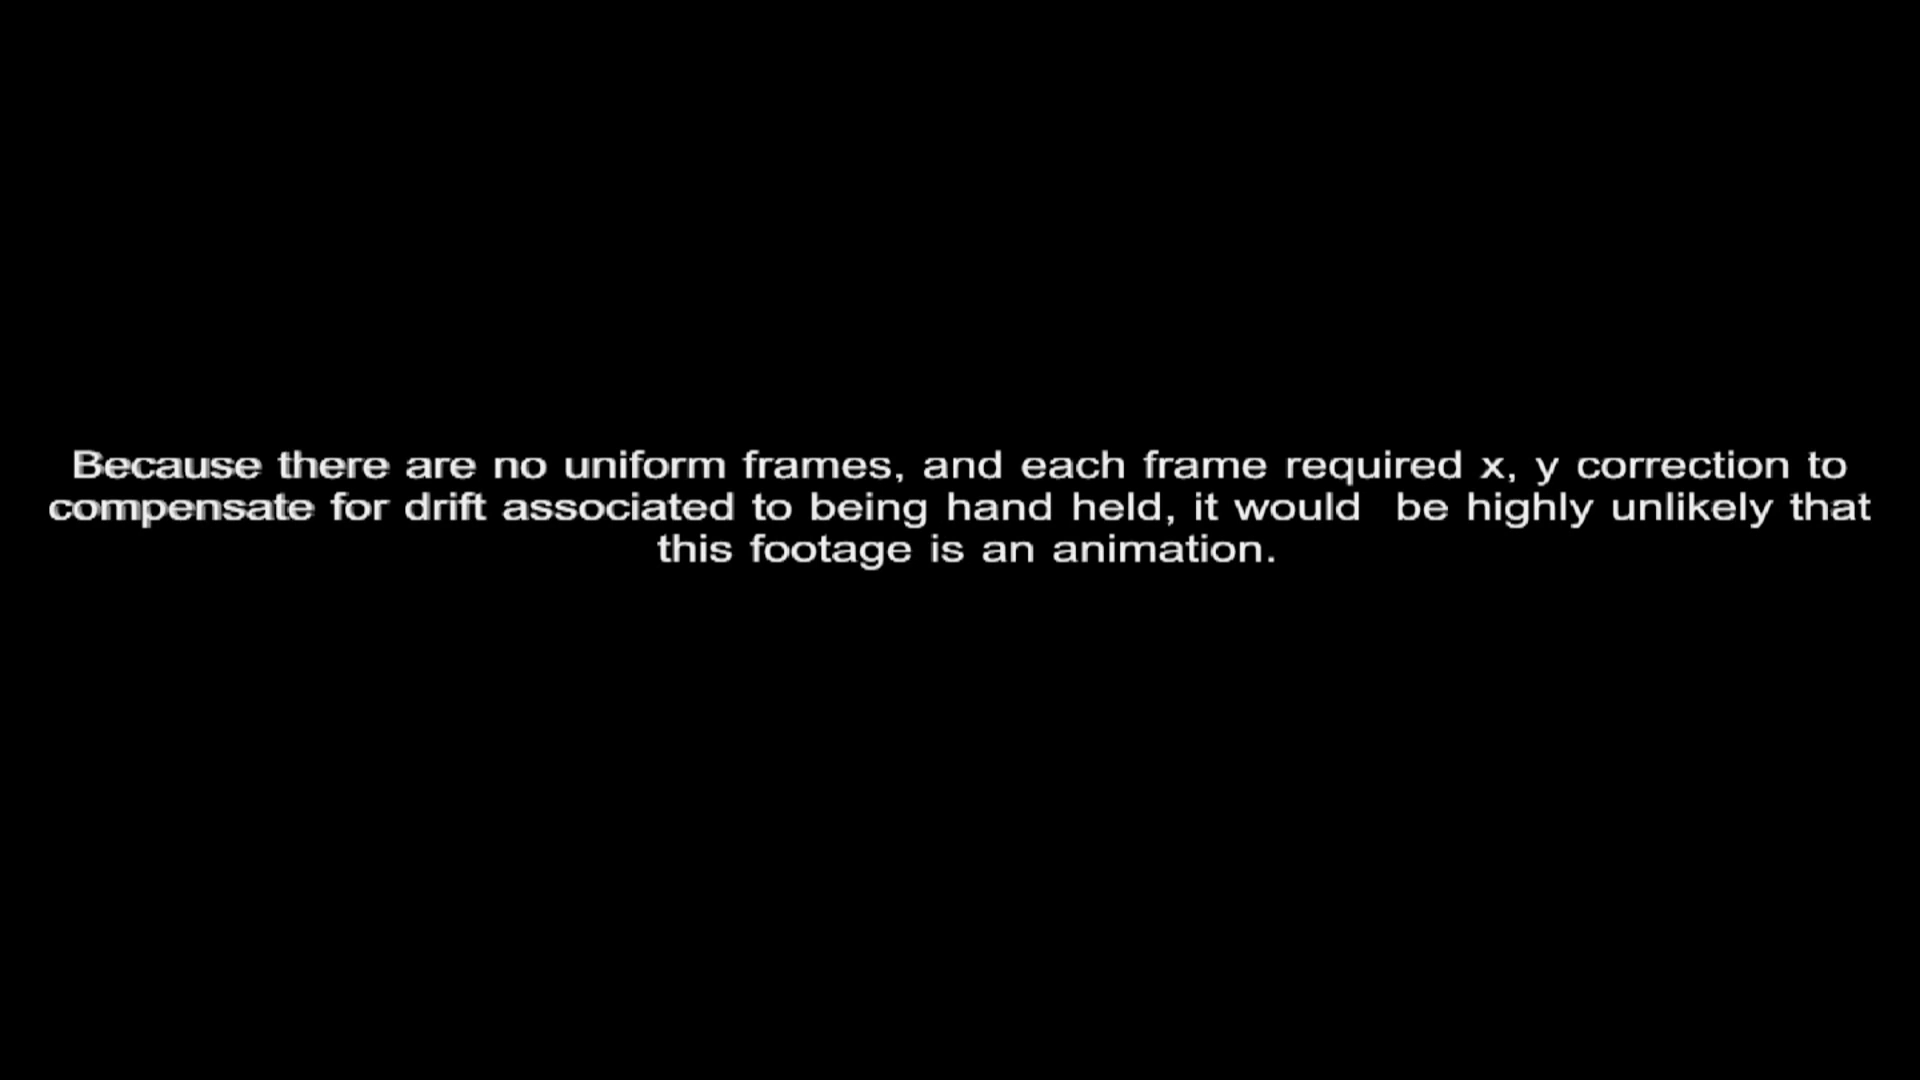 Because there are no uniform frames, and each frame required x, y correction to
compensate for drift associated to being hand held, it would  be highly unlikely that
this footage is an animation.